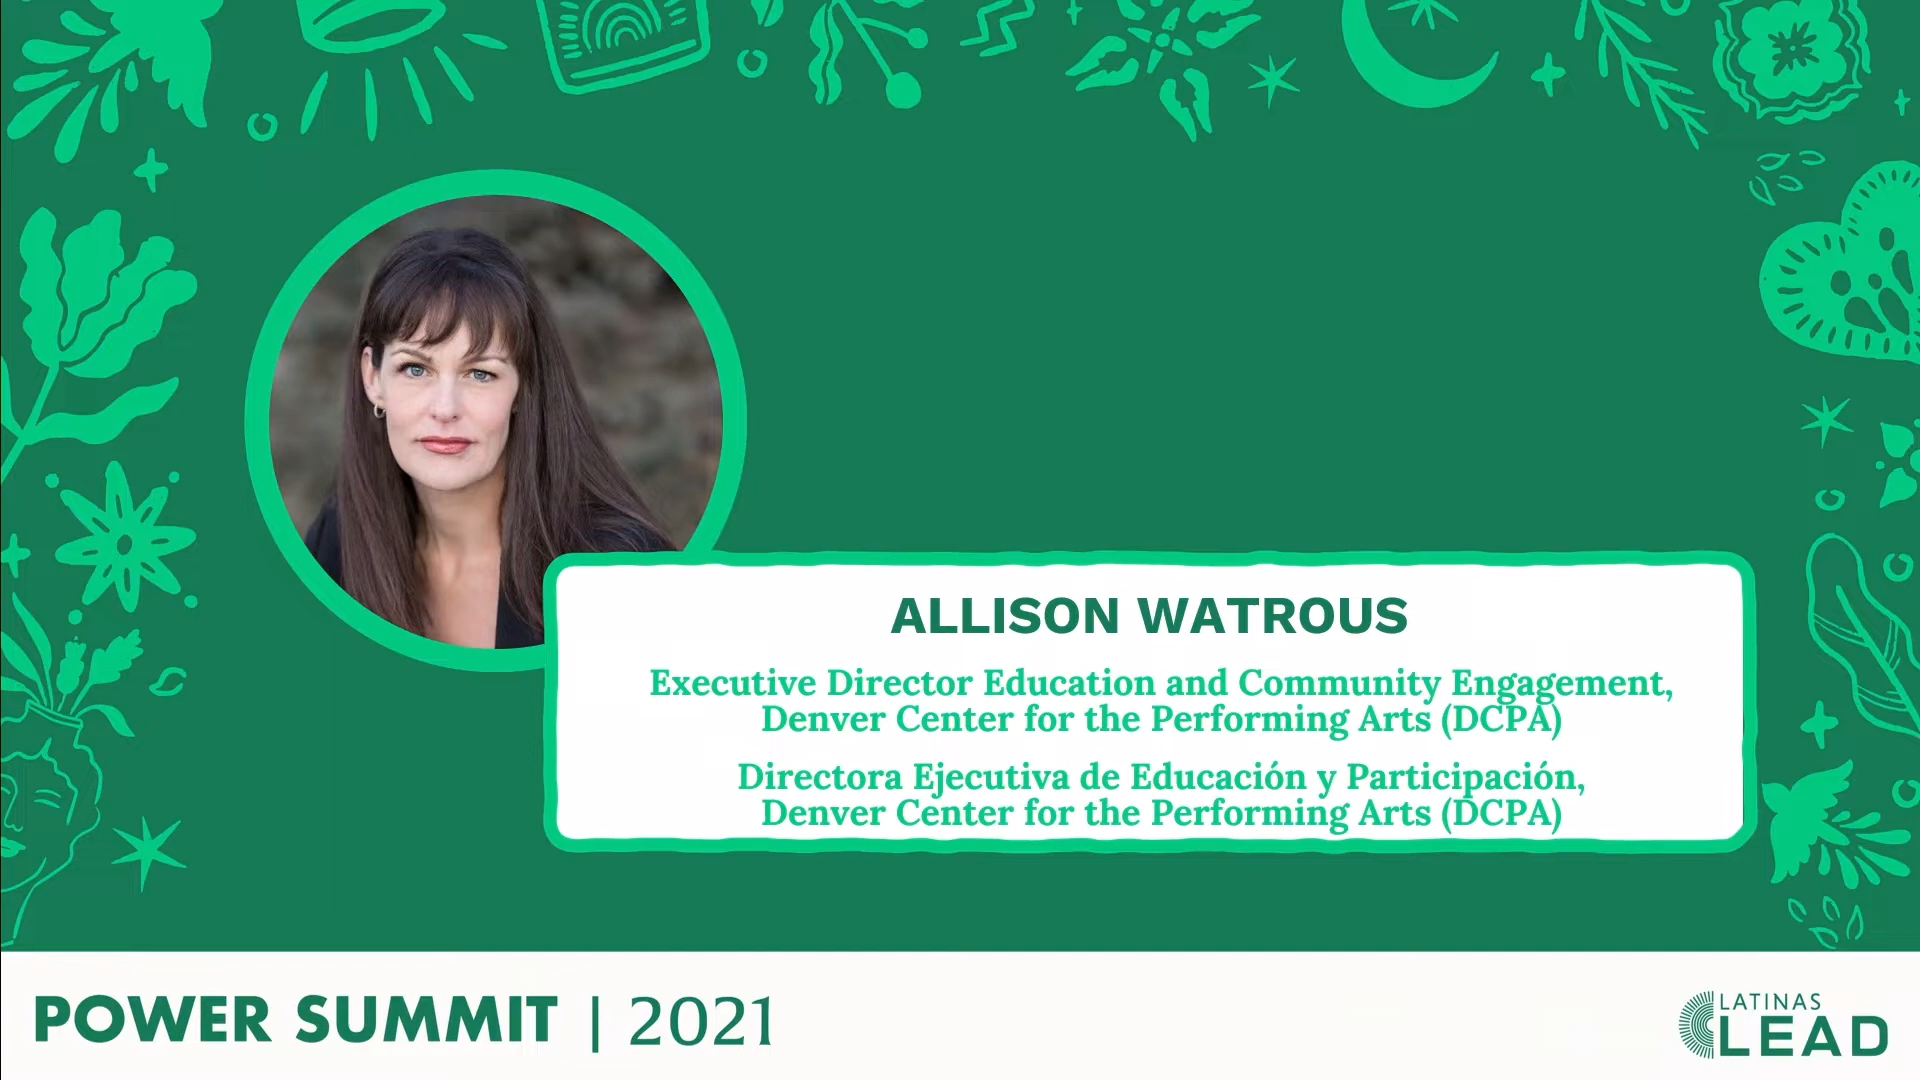 ALLISON WATROUS
Executive Director Education and Community Engagement,
Denver Center for the Performing Arts (DCPA)
Directora Ejecutiva de Educación y Participación,
Denver Center for the Performing Arts (DCPA)
POWER SUMMIT | 2021
LATINAS
LEAD